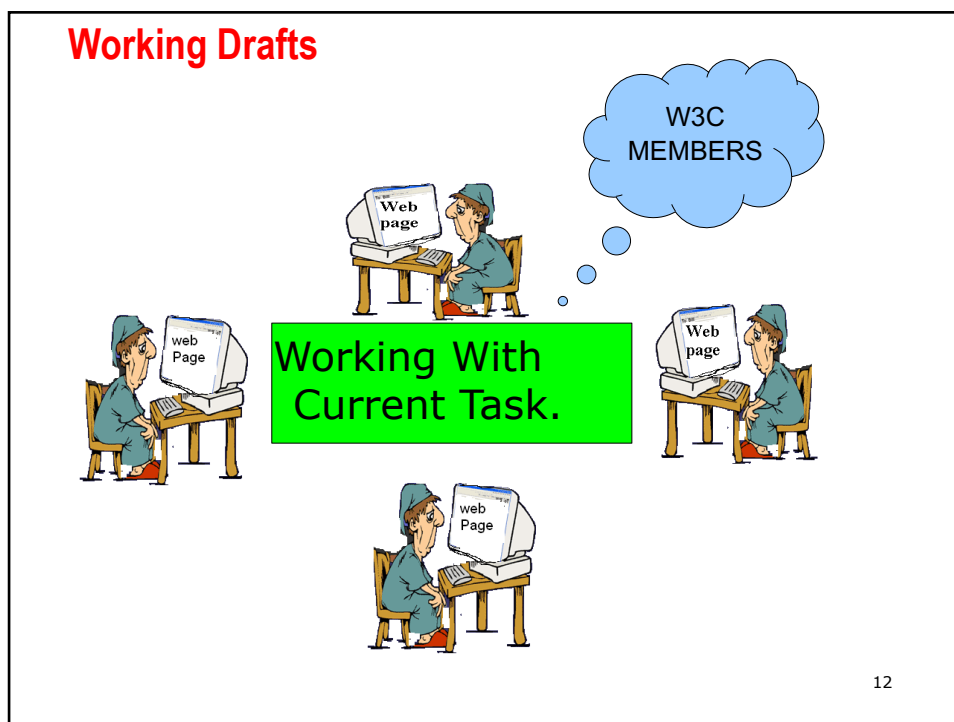 Working Drafts
W3C
MEMBERS
Web
page
web
Page
Working With
Current Task.
Web
page
web
Page
12